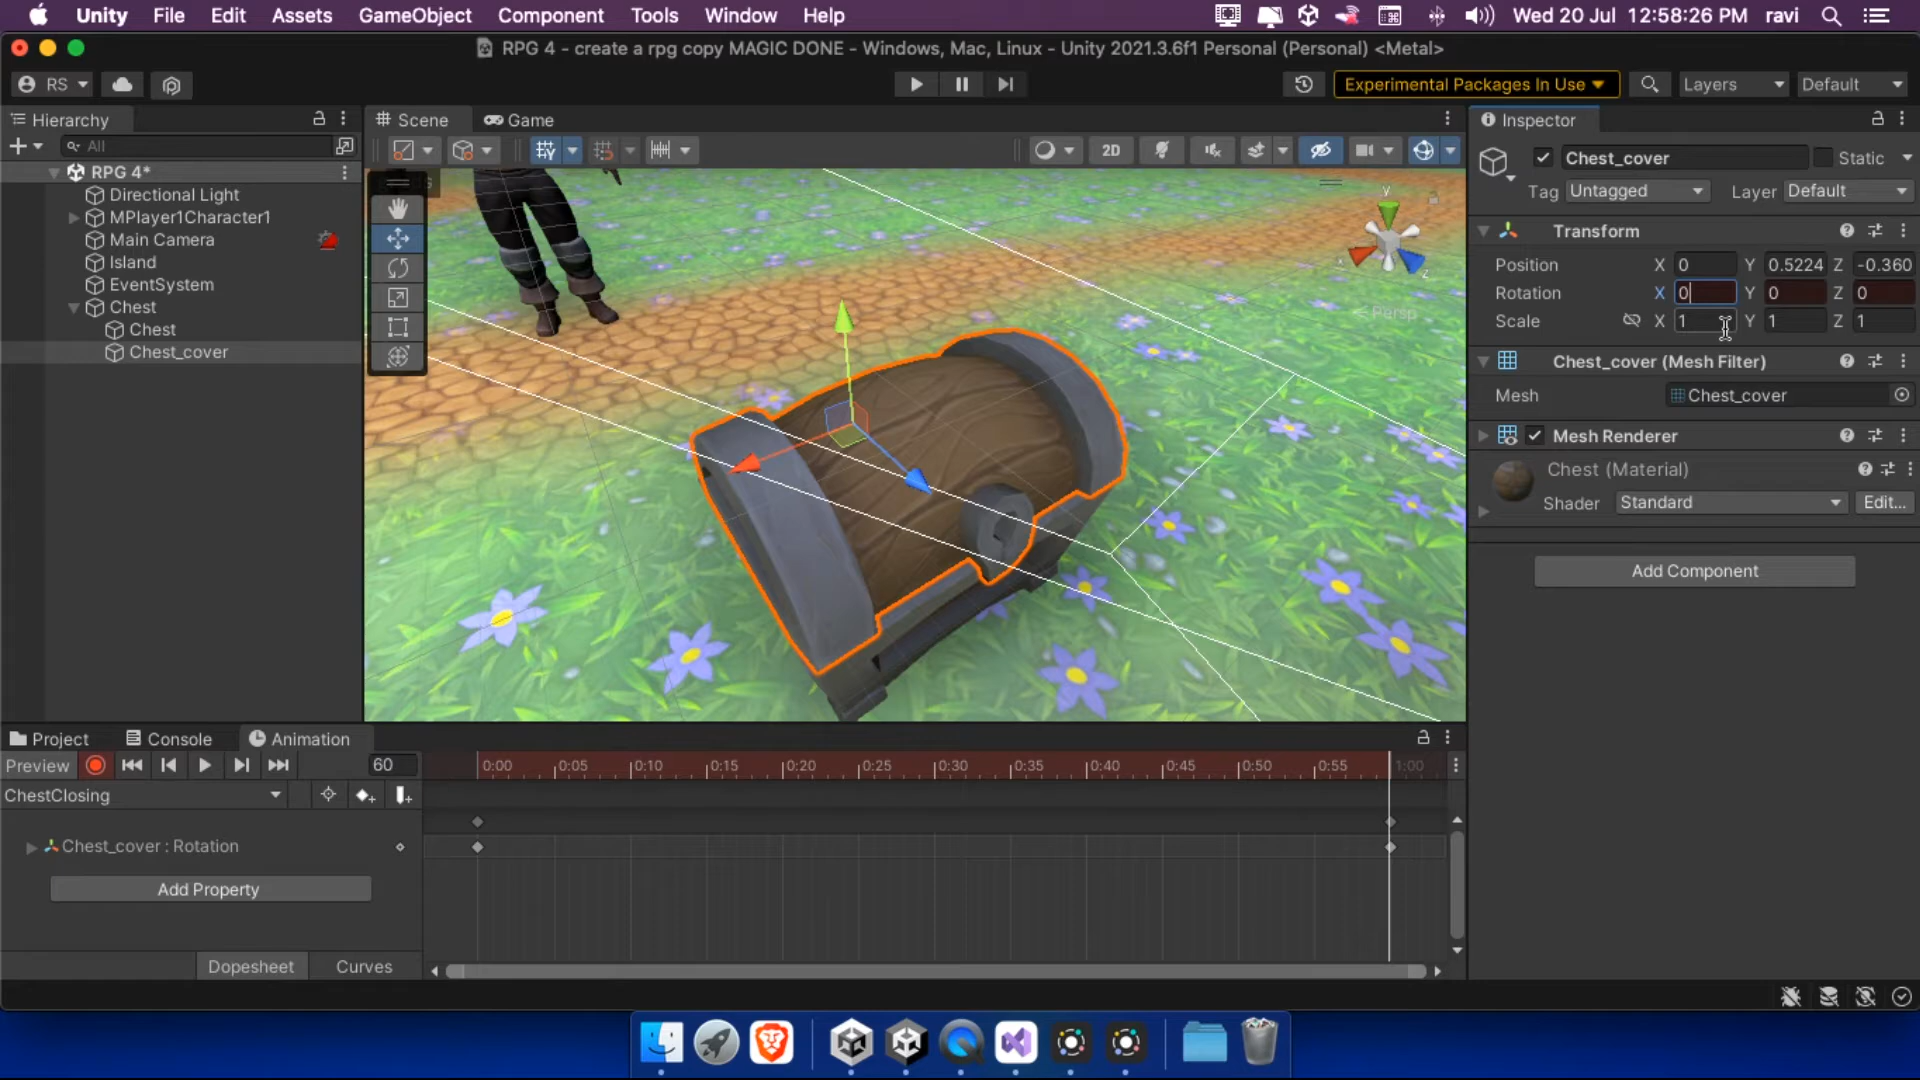 Unity File Edit Assets GameObject Component Tools Window Help Wed 20 Jul 12:58:26 PM ravi
RPG 4 - create a rpg copy MAGIC DONE - Windows, Mac, Linux - Unity 2021.3.6f1 Personal (Personal) <Metal>
RS Experimental Packages In Use Layers Default
Hierarchy Scene Game Inspector
All 2D Chest_cover Static
RPG 4*
Tag Untagged Layer Default
Directional Light
MPlayer1Character1
Main Camera
Island
EventSystem
Chest
Chest
Chest_cover
y
x
z
Persp
Transform
Position X 0 Y 0.5224 Z -0.360
Rotation X 0 Y 0 Z 0
Scale X 1 Y 1 Z 1
Chest_cover (Mesh Filter)
Mesh Chest_cover
Mesh Renderer
Chest (Material)
Shader Standard Edit...
Add Component
Project Console Animation
Preview 60 0:00 0:05 0:10 0:15 0:20 0:25 0:30 0:35 0:40 0:45 0:50 0:55 1:00
ChestClosing
Chest_cover : Rotation
Add Property
Dopesheet Curves